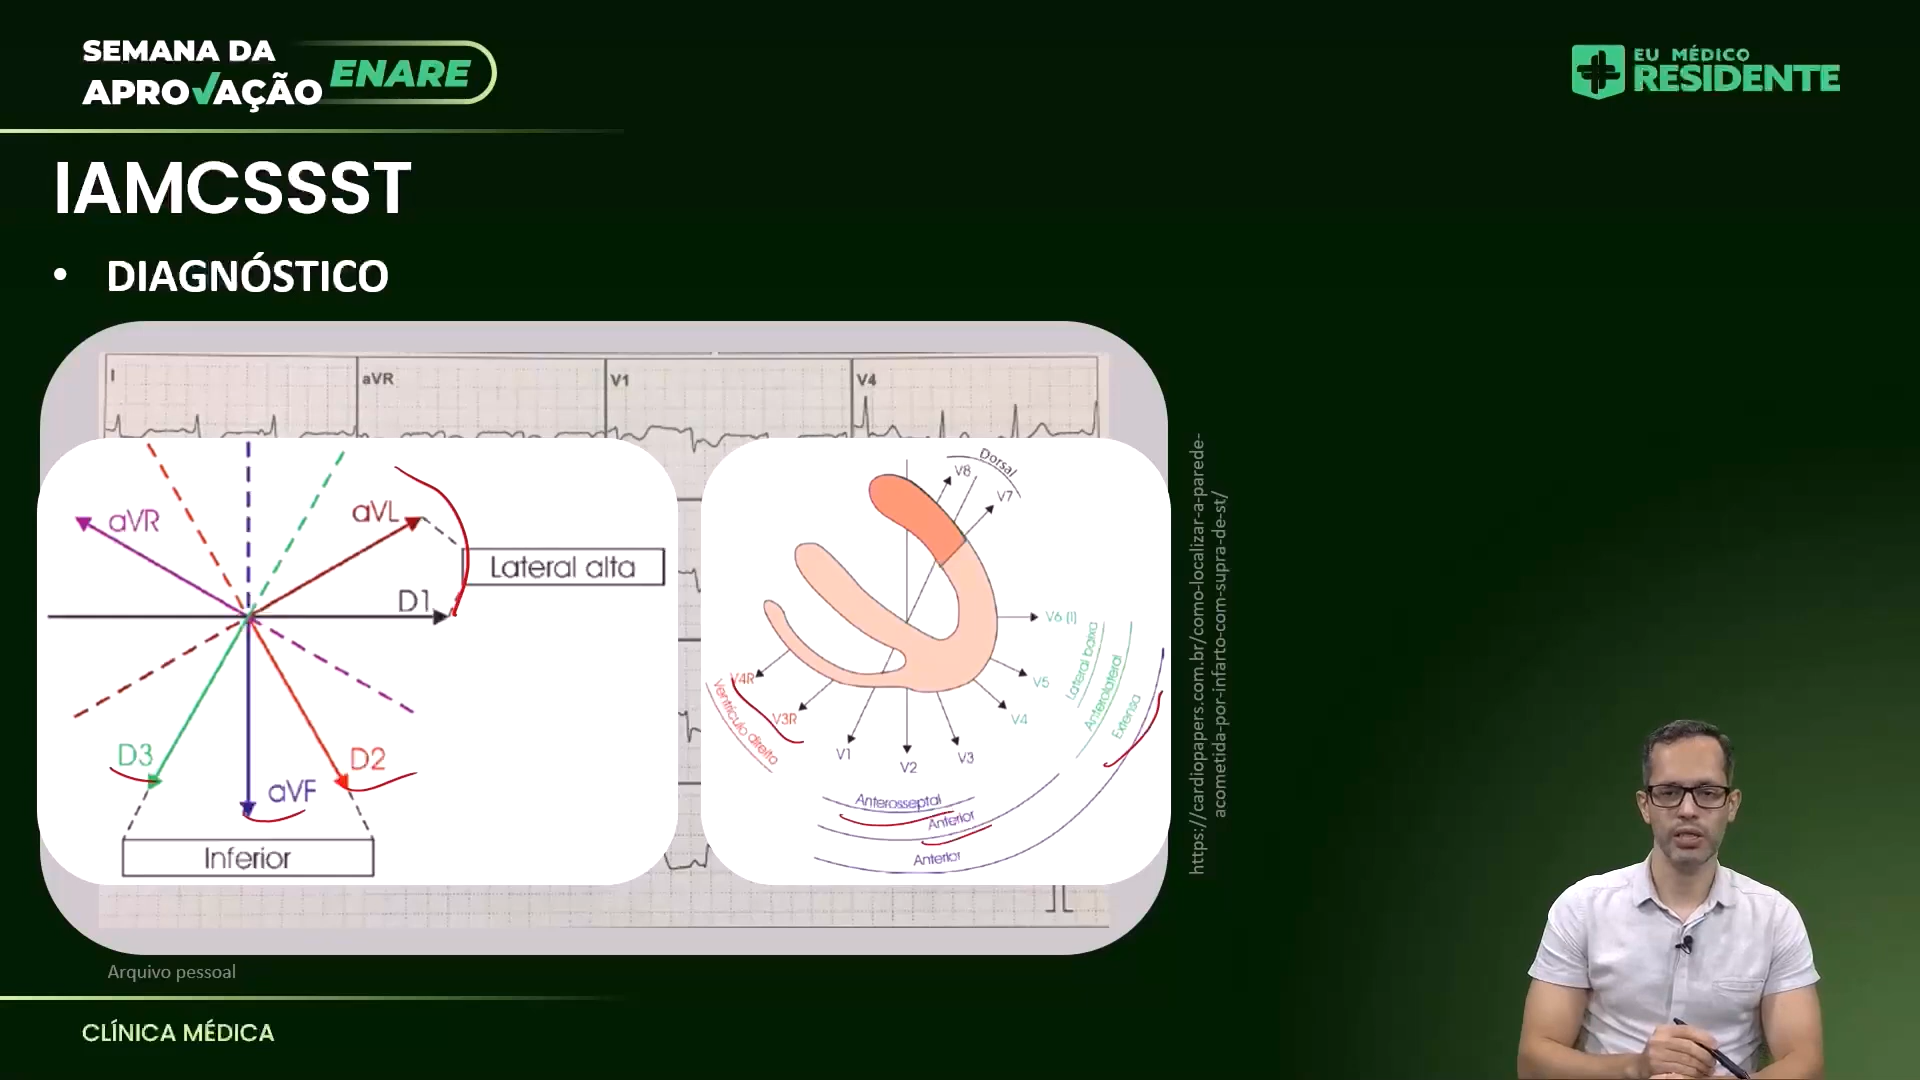 SEMANA DA
APROVAÇÃO
ENARE
EU MÉDICO
RESIDENTE
IAMCSSST
• DIAGNÓSTICO
I
aVR
V1
V4
aVR
aVL
Lateral alta
D1
D3
D2
aVF
Inferior
Dorsal
V8
V7
V6 (I)
V5
V4
V3
V2
V1
V3R
V4R
Ventrículo direito
Lateral baixa
Anterolateral
Extensa
Anterosseptal
Anterior
Anterior
https://cardiopapers.com.br/como-localizar-a-parede-
acometida-por-infarto-com-supra-de-st/
Arquivo pessoal
CLÍNICA MÉDICA